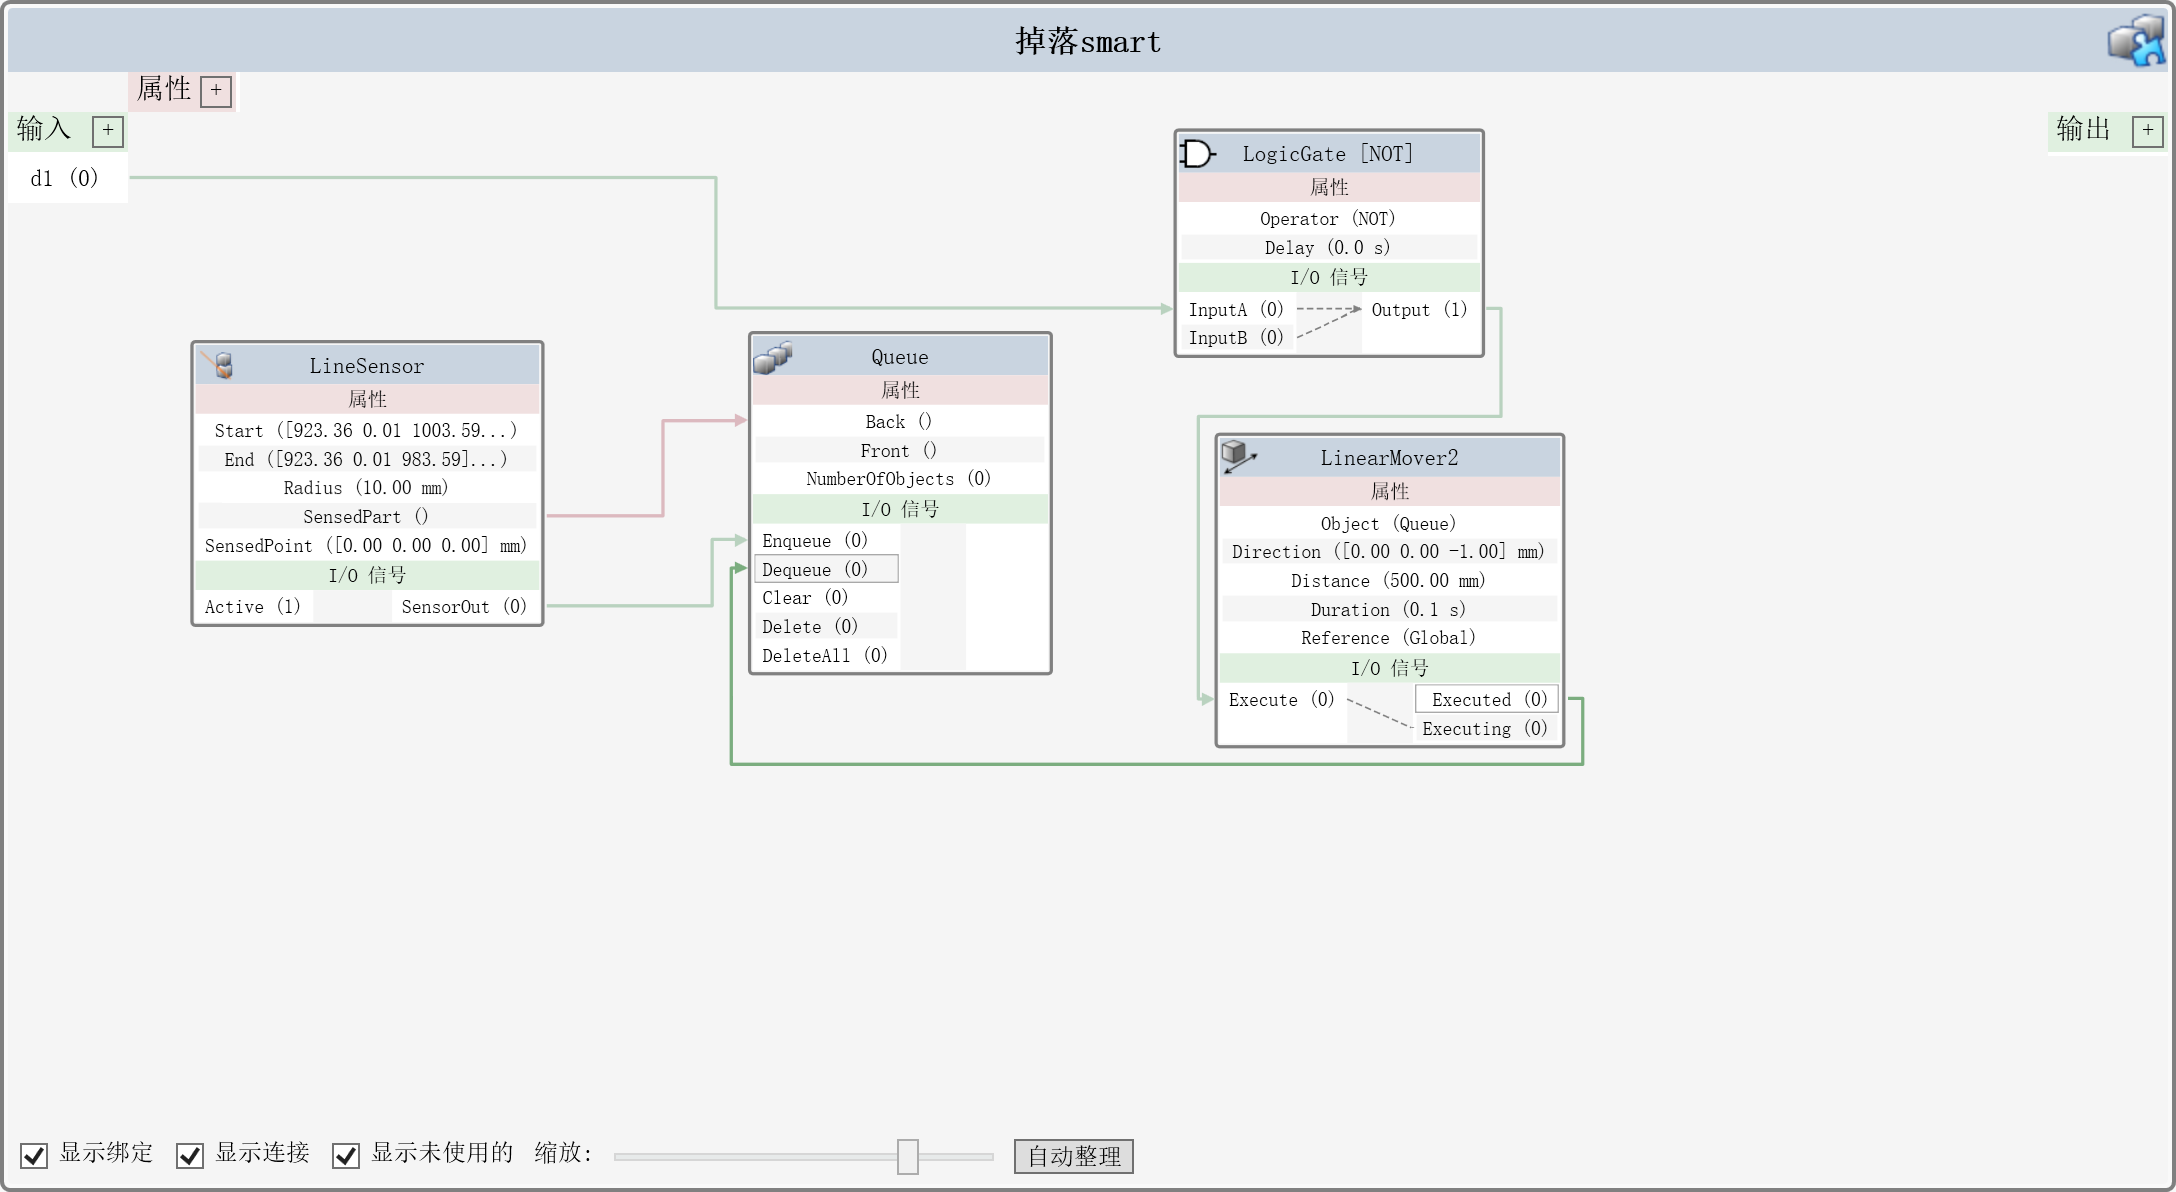 掉落smart
属性 +
输入 +
输出 +
d1 (0)
LogicGate [NOT]
属性
Operator (NOT)
Delay (0.0 s)
I/O 信号
InputA (0)
Output (1)
InputB (0)
LineSensor
属性
Start ([923.36 0.01 1003.59...)
End ([923.36 0.01 983.59]...)
Radius (10.00 mm)
SensedPart ()
SensedPoint ([0.00 0.00 0.00] mm)
I/O 信号
Active (1)
SensorOut (0)
Queue
属性
Back ()
Front ()
NumberOfObjects (0)
I/O 信号
Enqueue (0)
Dequeue (0)
Clear (0)
Delete (0)
DeleteAll (0)
LinearMover2
属性
Object (Queue)
Direction ([0.00 0.00 -1.00] mm)
Distance (500.00 mm)
Duration (0.1 s)
Reference (Global)
I/O 信号
Execute (0)
Executed (0)
Executing (0)
显示绑定 显示连接 显示未使用的 缩放: 自动整理